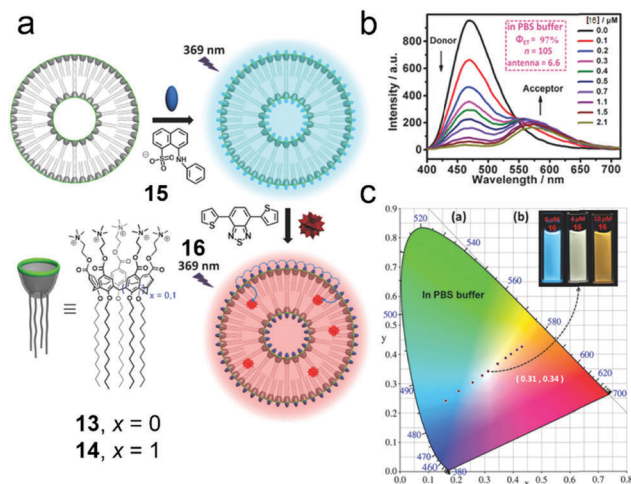 a
369 nm
15
O
S
O
O
⊖
HN
16
369 nm
S
S
N
S
N
N
⊕
x = 0,1
≡
13, x = 0
14, x = 1
b
Intensity / a.u.
1000
800
600
400
200
0
Donor
in PBS buffer
ΦET = 97%
n = 105
antenna = 6.6
Acceptor
[16] / μM
0.0
0.1
0.2
0.3
0.4
0.5
0.7
1.1
1.5
2.1
400 450 500 550 600 650 700
Wavelength / nm
c
(a)
(b)
0 μM 4 μM 10 μM
16 16 16
In PBS buffer
(0.31, 0.34)
520
540
560
580
600
620
700
500
490
480
470
460
380
y
0.9
0.8
0.7
0.6
0.5
0.4
0.3
0.2
0.1
0.0
0.0 0.1 0.2 0.3 0.4 0.5 0.6 0.7 0.8
x